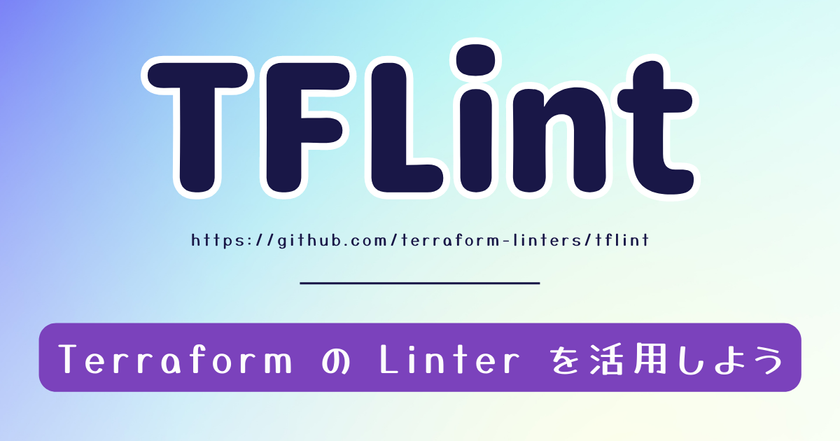 TFLint
https://github.com/terraform-linters/tflint
Terraform の Linter を活用しよう